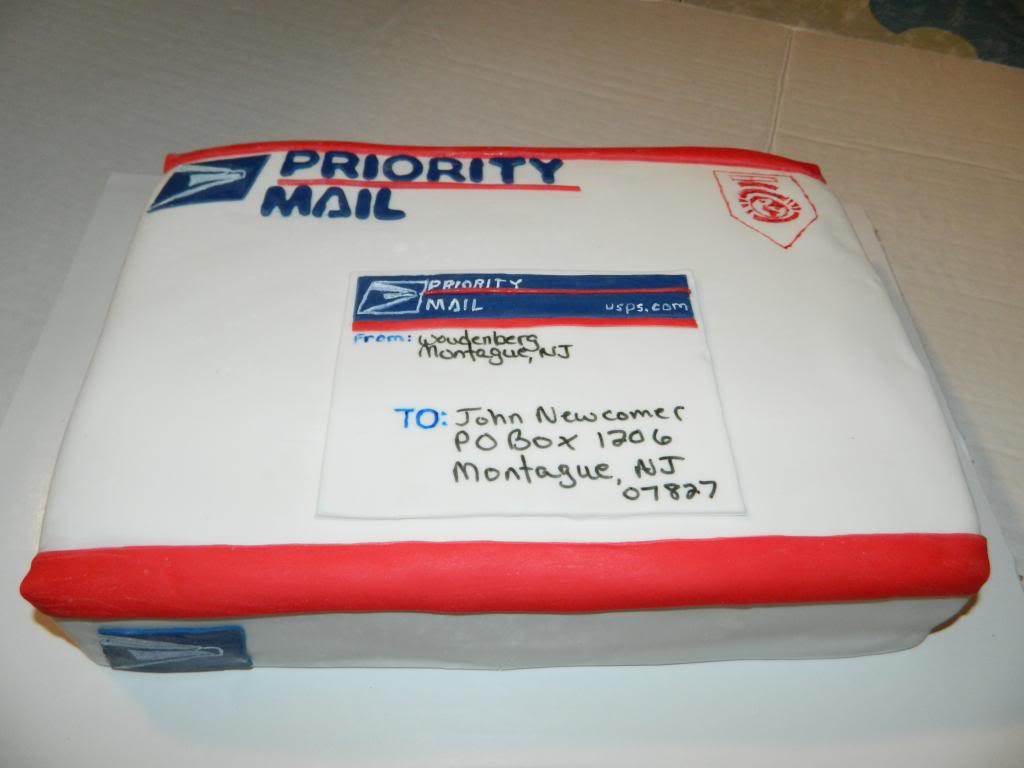 PRIORITY
MAIL
PRIORITY
MAIL usps.com
From: Woudenberg
Montague, NJ
TO: John Newcomer
PO Box 1206
Montague, NJ
07827